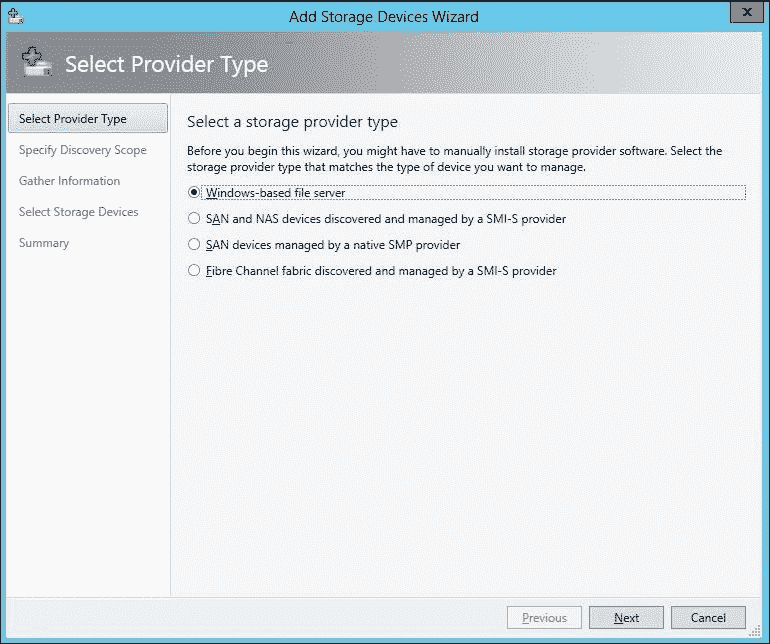 Add Storage Devices Wizard
x
Select Provider Type
Select Provider Type
Specify Discovery Scope
Gather Information
Select Storage Devices
Summary
Select a storage provider type
Before you begin this wizard, you might have to manually install storage provider software. Select the
storage provider type that matches the type of device you want to manage.
Windows-based file server
SAN and NAS devices discovered and managed by a SMI-S provider
SAN devices managed by a native SMP provider
Fibre Channel fabric discovered and managed by a SMI-S provider
Previous
Next
Cancel